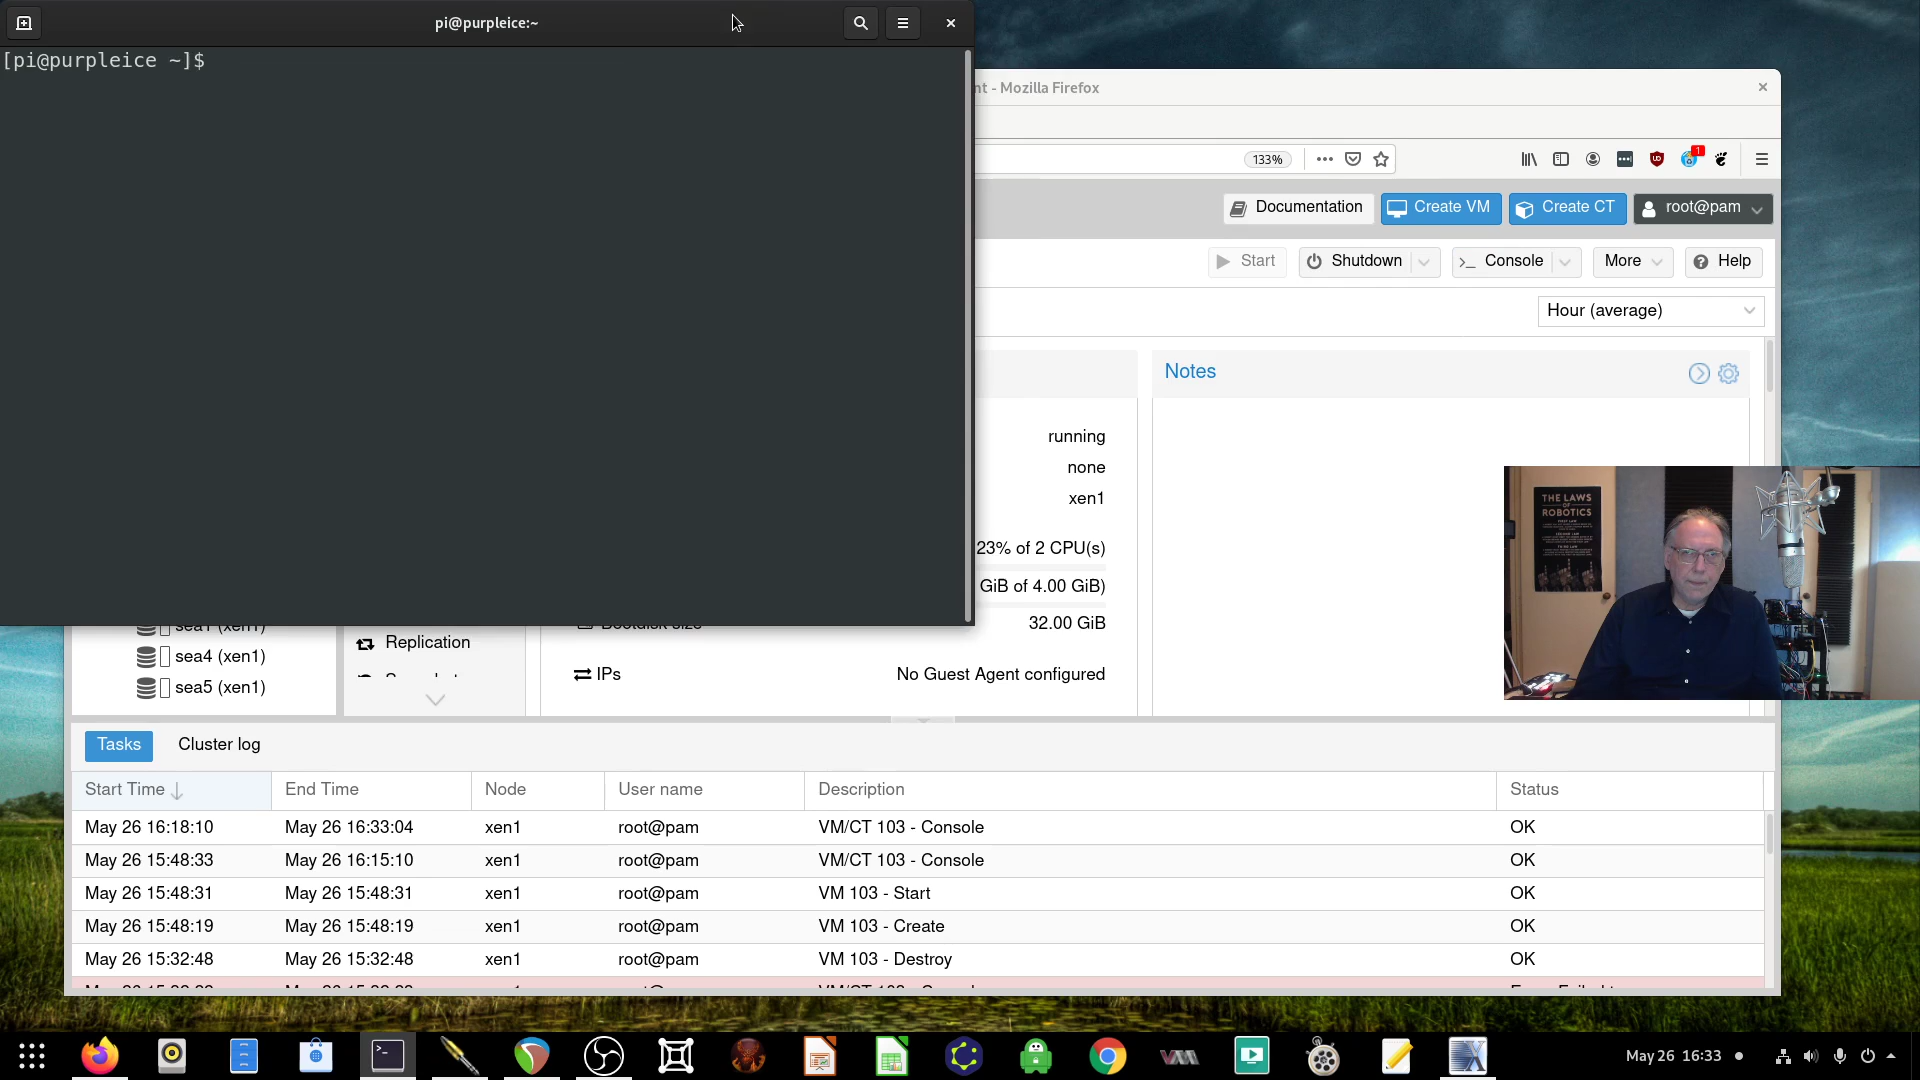 pi@purpleice:~
[pi@purpleice ~]$
nt - Mozilla Firefox
133%
1
Documentation
Create VM
Create CT
root@pam
Start
Shutdown
Console
More
Help
Hour (average)
Notes
running
none
xen1
23% of 2 CPU(s)
GiB of 4.00 GiB)
Bootdisk size
32.00 GiB
IPs
No Guest Agent configured
sea1 (xen1)
sea4 (xen1)
sea5 (xen1)
Replication
THE LAWS
OF
ROBOTICS
Tasks
Cluster log
Start Time
End Time
Node
User name
Description
Status
May 26 16:18:10
May 26 16:33:04
xen1
root@pam
VM/CT 103 - Console
OK
May 26 15:48:33
May 26 16:15:10
xen1
root@pam
VM/CT 103 - Console
OK
May 26 15:48:31
May 26 15:48:31
xen1
root@pam
VM 103 - Start
OK
May 26 15:48:19
May 26 15:48:19
xen1
root@pam
VM 103 - Create
OK
May 26 15:32:48
May 26 15:32:48
xen1
root@pam
VM 103 - Destroy
OK
May 26 16:33